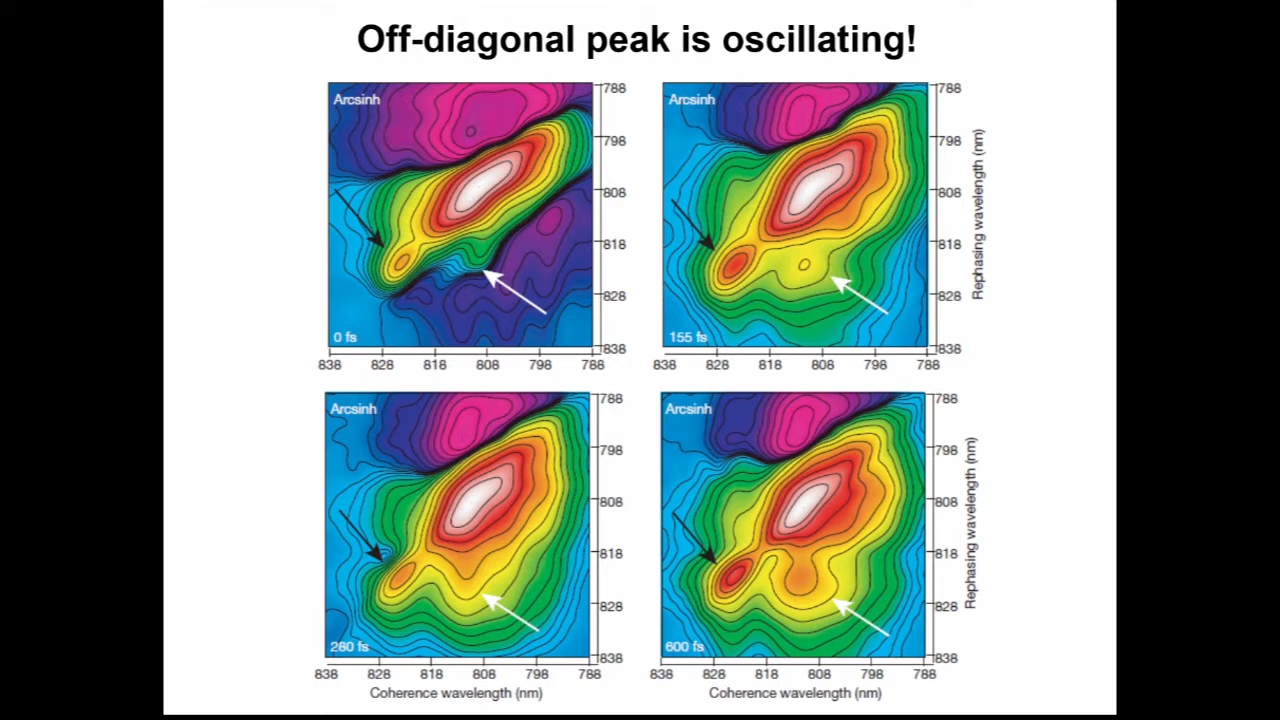 Off-diagonal peak is oscillating!
Arcsinh
0 fs
788
798
808
818
828
838
838 828 818 808 798 788
Arcsinh
155 fs
788
798
808
818
828
838
Rephasing wavelength (nm)
838 828 818 808 798 788
Arcsinh
280 fs
788
798
808
818
828
838
838 828 818 808 798 788
Coherence wavelength (nm)
Arcsinh
600 fs
788
798
808
818
828
838
Rephasing wavelength (nm)
838 828 818 808 798 788
Coherence wavelength (nm)